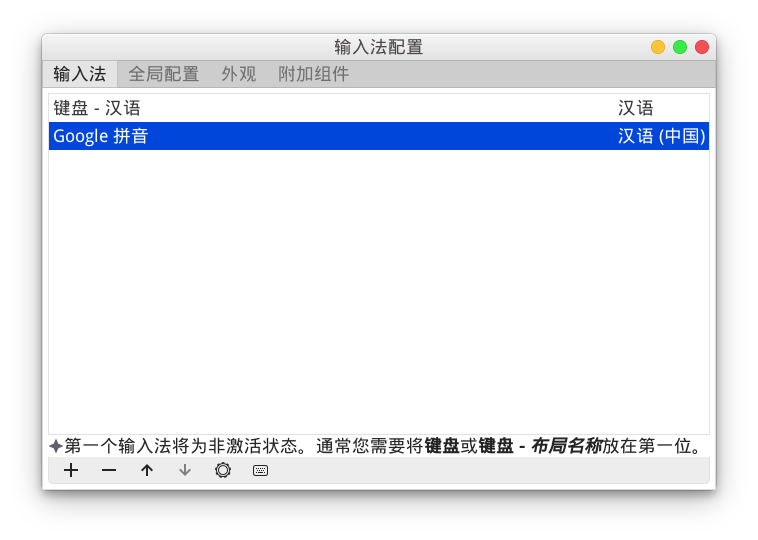 输入法配置
输入法 全局配置 外观 附加组件
键盘 - 汉语 汉语
Google 拼音 汉语 (中国)
第一个输入法将为非激活状态。通常您需要将键盘或键盘 - 布局名称放在第一位。